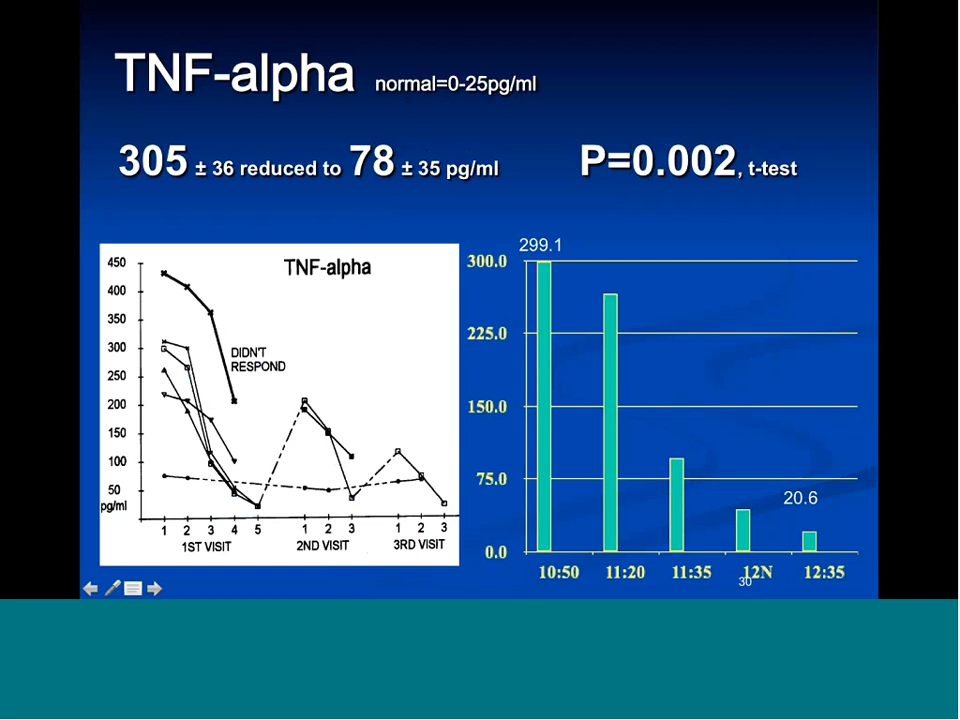 TNF-alpha normal=0-25pg/ml
305 ± 36 reduced to 78 ± 35 pg/ml P=0.002, t-test
TNF-alpha
450
400
350
300
250
200
150
100
50
pg/ml
DIDN'T
RESPOND
1 2 3 4 5 1 2 3 1 2 3
1ST VISIT 2ND VISIT 3RD VISIT
299.1
300.0
225.0
150.0
75.0
0.0
20.6
10:50 11:20 11:35 12N 12:35
30